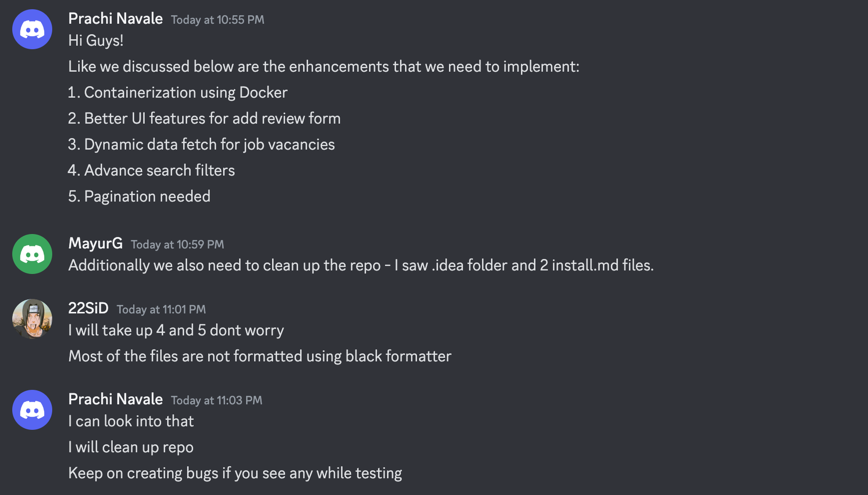 Prachi Navale Today at 10:55 PM
Hi Guys!
Like we discussed below are the enhancements that we need to implement:
1. Containerization using Docker
2. Better UI features for add review form
3. Dynamic data fetch for job vacancies
4. Advance search filters
5. Pagination needed
MayurG Today at 10:59 PM
Additionally we also need to clean up the repo - I saw .idea folder and 2 install.md files.
22SiD Today at 11:01 PM
I will take up 4 and 5 dont worry
Most of the files are not formatted using black formatter
Prachi Navale Today at 11:03 PM
I can look into that
I will clean up repo
Keep on creating bugs if you see any while testing